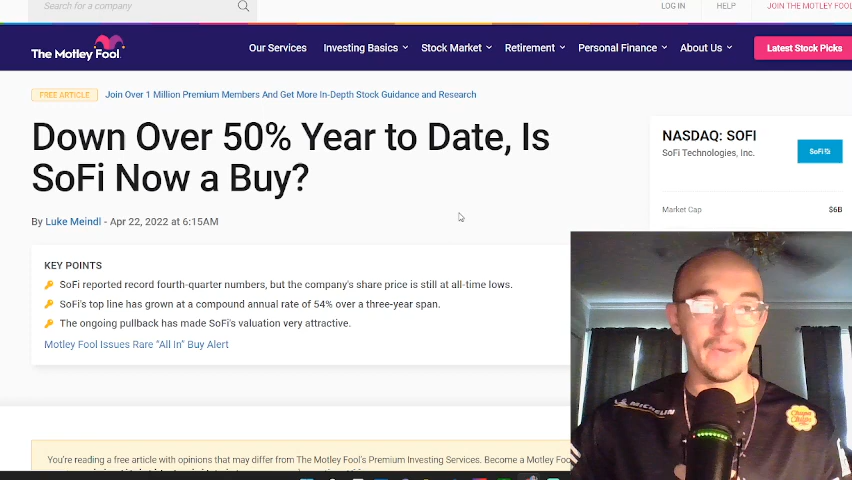 Search for a company
LOG IN HELP JOIN THE MOTLEY FOOL
The Motley Fool.
Our Services Investing Basics Stock Market Retirement Personal Finance About Us Latest Stock Picks
FREE ARTICLE Join Over 1 Million Premium Members And Get More In-Depth Stock Guidance and Research
Down Over 50% Year to Date, Is
SoFi Now a Buy?
By Luke Meindl - Apr 22, 2022 at 6:15AM
NASDAQ: SOFI
SoFi Technologies, Inc.
SoFi
Market Cap $6B
KEY POINTS
SoFi reported record fourth-quarter numbers, but the company's share price is still at all-time lows.
SoFi's top line has grown at a compound annual rate of 54% over a three-year span.
The ongoing pullback has made SoFi's valuation very attractive.
Motley Fool Issues Rare "All In" Buy Alert
You're reading a free article with opinions that may differ from The Motley Fool's Premium Investing Services. Become a Motley Foo
MICHELIN
Chupa
Chups